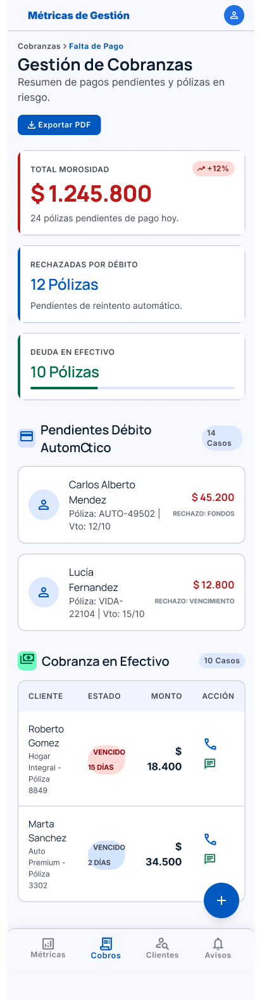 Métricas de Gestión
Cobranzas > Falta de Pago
Gestión de Cobranzas
Resumen de pagos pendientes y pólizas en
riesgo.
Exportar PDF
TOTAL MOROSIDAD
+12%
$ 1.245.800
24 pólizas pendientes de pago hoy.
RECHAZADAS POR DÉBITO
12 Pólizas
Pendientes de reintento automático.
DEUDA EN EFECTIVO
10 Pólizas
Pendientes Débito
Automático
14
Casos
Carlos Alberto
Mendez
Póliza: AUTO-49502 |
Vto: 12/10
$ 45.200
RECHAZO: FONDOS
Lucía
Fernandez
Póliza: VIDA-
22104 | Vto: 15/10
$ 12.800
RECHAZO: VENCIMIENTO
Cobranza en Efectivo
10 Casos
CLIENTE ESTADO MONTO ACCIÓN
Roberto
Gomez
Hogar
Integral -
Póliza
8849
VENCIDO
15 DÍAS
$
18.400
Marta
Sanchez
Auto
Premium -
Póliza
3302
VENCIDO
2 DÍAS
$
34.500
+
Métricas
Cobros
Clientes
Avisos